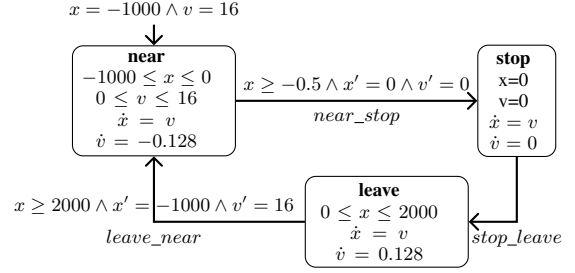 x = −1000 ∧ v = 16
near
−1000 ≤ x ≤ 0
0 ≤ v ≤ 16
ẋ = v
v̇ = −0.128
x ≥ −0.5 ∧ x′ = 0 ∧ v′ = 0
near_stop
stop
x=0
v=0
ẋ = v
v̇ = 0
leave
0 ≤ x ≤ 2000
ẋ = v
v̇ = 0.128
x ≥ 2000 ∧ x′ = −1000 ∧ v′ = 16
leave_near
stop_leave